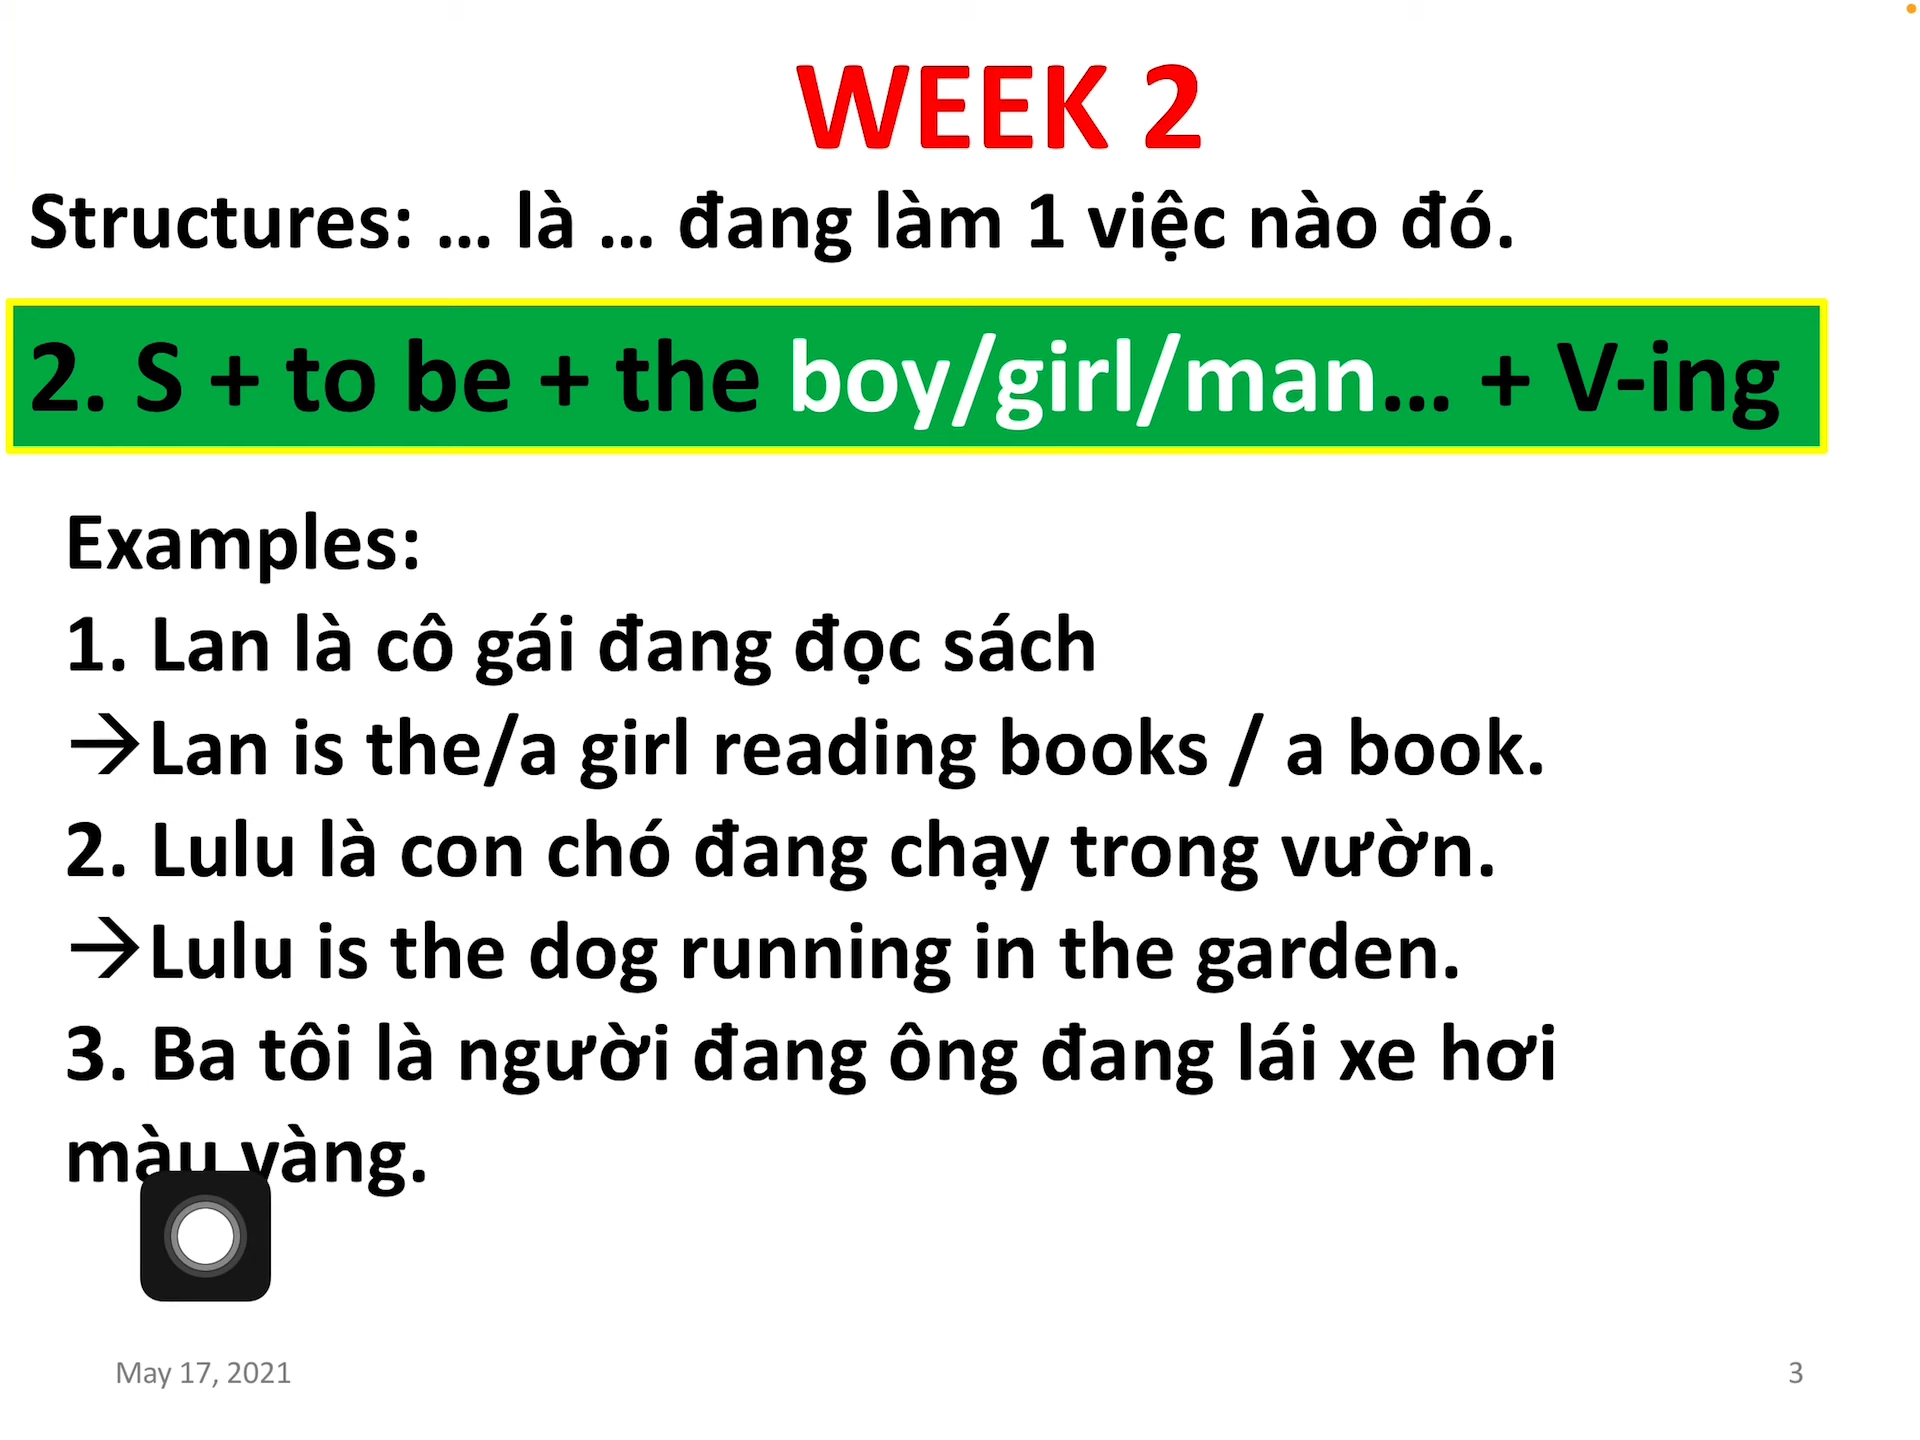 WEEK 2
Structures: ... là ... đang làm 1 việc nào đó.
2. S + to be + the boy/girl/man... + V-ing
Examples:
1. Lan là cô gái đang đọc sách
→Lan is the/a girl reading books / a book.
2. Lulu là con chó đang chạy trong vườn.
→Lulu is the dog running in the garden.
3. Ba tôi là người đang ông đang lái xe hơi
màu vàng.
May 17, 2021
3